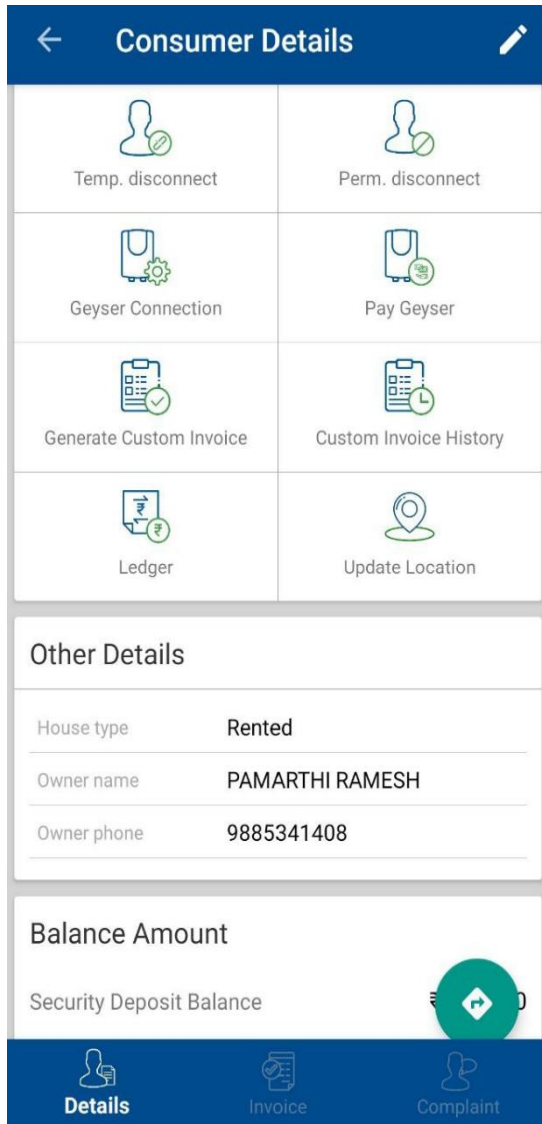 Consumer Details
Temp. disconnect Perm. disconnect
Geyser Connection Pay Geyser
Generate Custom Invoice Custom Invoice History
Ledger Update Location
Other Details
House type Rented
Owner name PAMARTHI RAMESH
Owner phone 9885341408
Balance Amount
Security Deposit Balance
Details Invoice Complaint